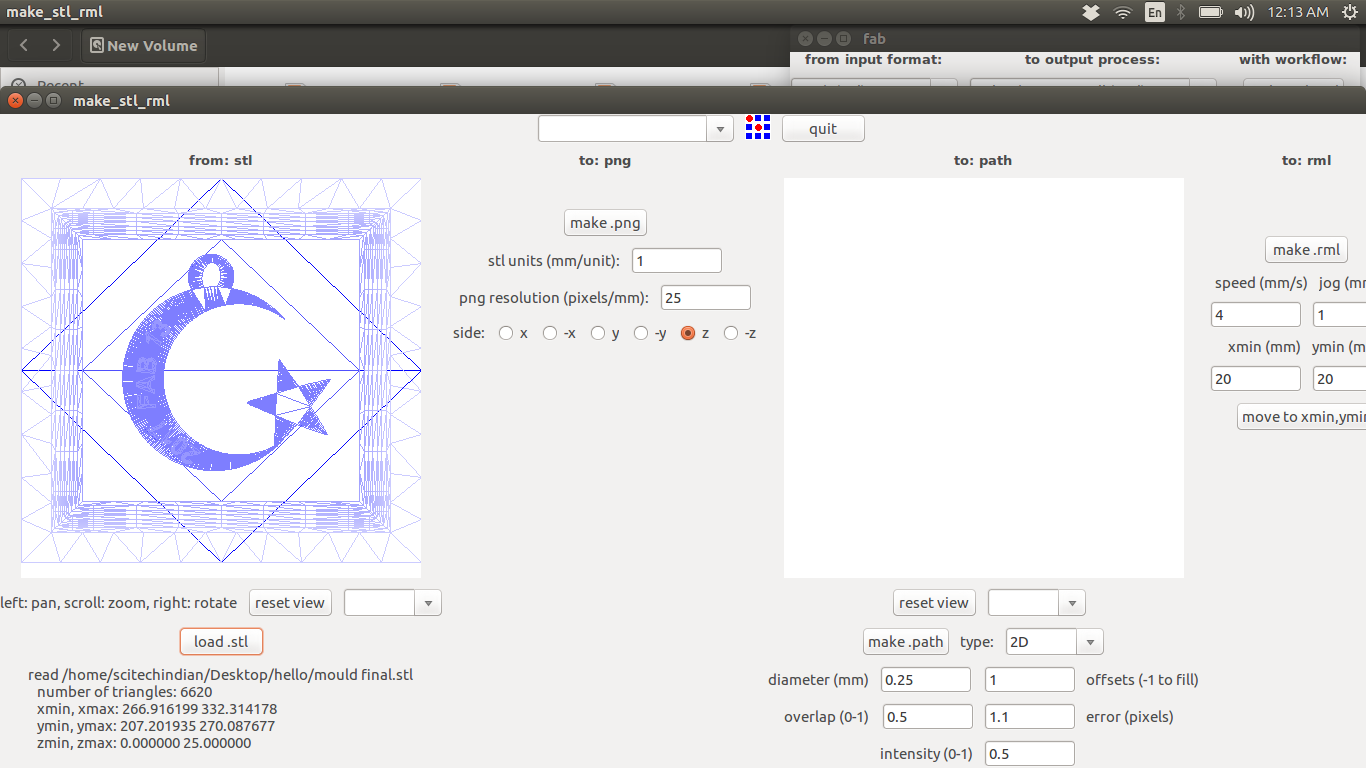 make_stl_rml
En
12:13 AM
New Volume
fab
from input format: to output process: with workflow:
Recent
make_stl_rml
quit
from: stl
to: png
to: path
to: rml
make .png
stl units (mm/unit): 1
png resolution (pixels/mm): 25
side: x -x y -y z -z
make .rml
speed (mm/s) jog (mm
4 1
xmin (mm) ymin (m
20 20
move to xmin,ymin
FAB
left: pan, scroll: zoom, right: rotate reset view
reset view
load .stl
make .path type: 2D
read /home/scitechindian/Desktop/hello/mould final.stl
number of triangles: 6620
xmin, xmax: 266.916199 332.314178
ymin, ymax: 207.201935 270.087677
zmin, zmax: 0.000000 25.000000
diameter (mm) 0.25 1 offsets (-1 to fill)
overlap (0-1) 0.5 1.1 error (pixels)
intensity (0-1) 0.5